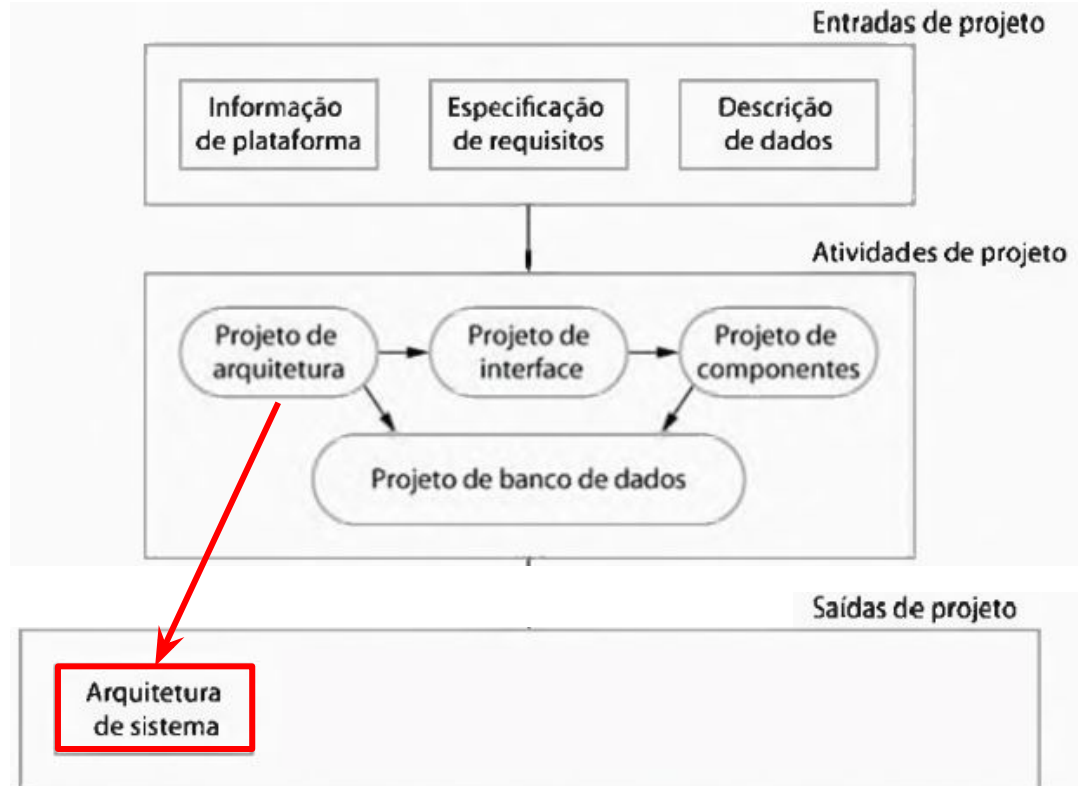 Entradas de projeto
Informação
de plataforma
Especificação
de requisitos
Descrição
de dados
Atividades de projeto
Projeto de
arquitetura
Projeto de
interface
Projeto de
componentes
Projeto de banco de dados
Saídas de projeto
Arquitetura
de sistema